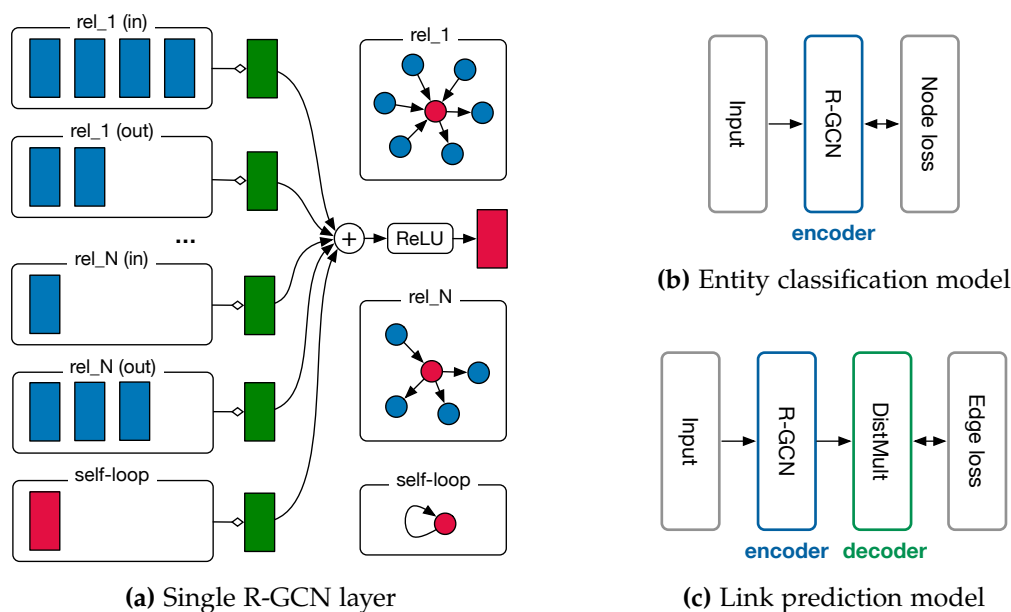 rel_1 (in)
rel_1 (out)
...
rel_N (in)
rel_N (out)
self-loop
+
ReLU
rel_1
rel_N
self-loop
(a) Single R-GCN layer
Input
R-GCN
Node loss
encoder
(b) Entity classification model
Input
R-GCN
DistMult
Edge loss
encoder
decoder
(c) Link prediction model